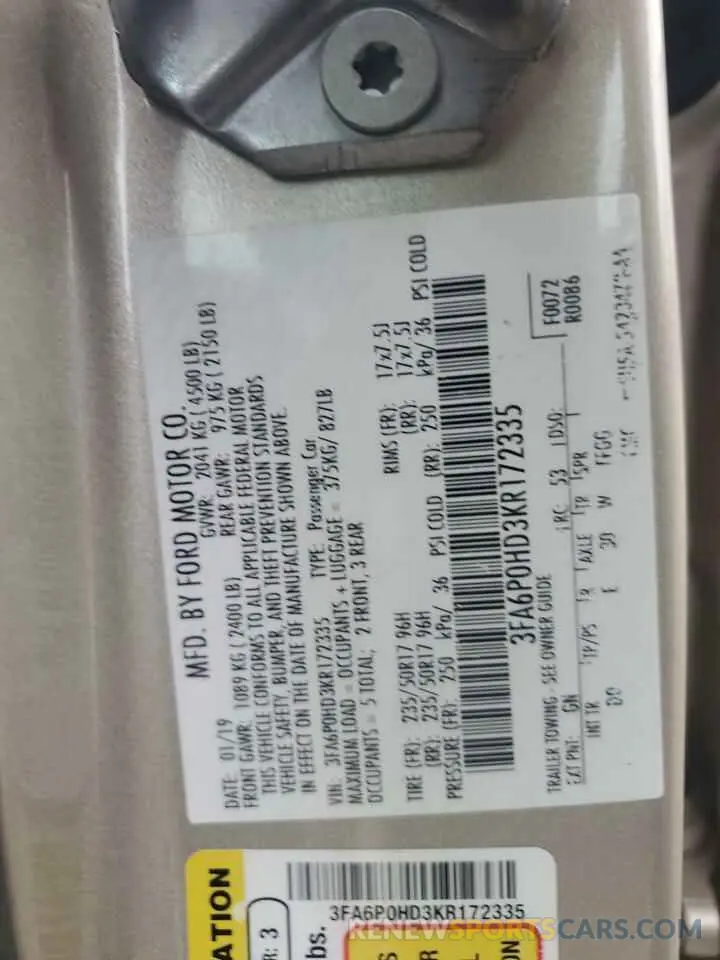 MFD. BY FORD MOTOR CO.
DATE: 01/19 GVWR: 2041 KG ( 4500 LB)
FRONT GAWR: 1089 KG ( 2400 LB) REAR GAWR: 975 KG ( 2150 LB)
THIS VEHICLE CONFORMS TO ALL APPLICABLE FEDERAL MOTOR
VEHICLE SAFETY, BUMPER, AND THEFT PREVENTION STANDARDS
IN EFFECT ON THE DATE OF MANUFACTURE SHOWN ABOVE.
VIN: 3FA6P0HD3KR172335 TYPE: Passenger Car
MAXIMUM LOAD = OCCUPANTS + LUGGAGE = 375KG/ 827LB
OCCUPANTS = 5 TOTAL; 2 FRONT, 3 REAR
TIRE (FR): 235/50R17 96H RIMS (FR): 17x7.5J
(RR): 235/50R17 96H (RR): 17x7.5J
PRESSURE (FR): 250 kPa/ 36 PSI COLD (RR): 250 kPa/ 36 PSI COLD
3FA6P0HD3KR172335
TRAILER TOWING - SEE OWNER GUIDE F0072
EXT PNT: GN RC: 53 DSO: R0086
INT TR TP/PS R AXLE TR SPR
DO E 30 W FGG
ATION
R: 3
3FA6P0HD3KR172335
bs.
RENEWSPORTSCARS.COM